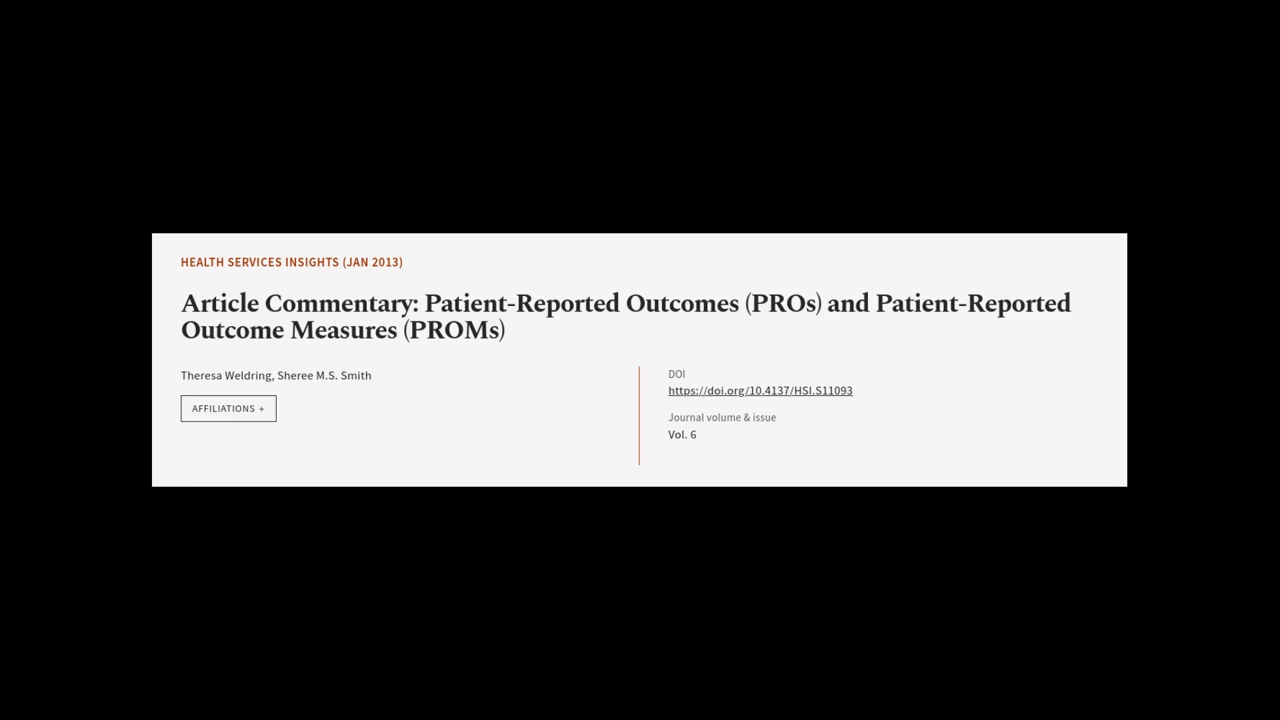 HEALTH SERVICES INSIGHTS (JAN 2013)
Article Commentary: Patient-Reported Outcomes (PROs) and Patient-Reported
Outcome Measures (PROMs)
Theresa Weldring, Sheree M.S. Smith
AFFILIATIONS +
DOI
https://doi.org/10.4137/HSI.S11093
Journal volume & issue
Vol. 6